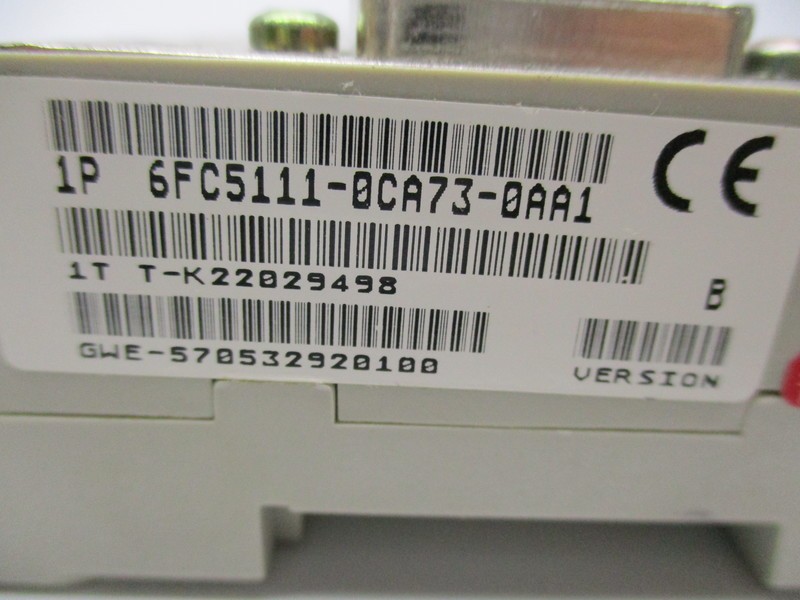 1P 6FC5111-0CA73-0AA1
CE
1T T-K22029498
B
GWE-570532920100
VERSION